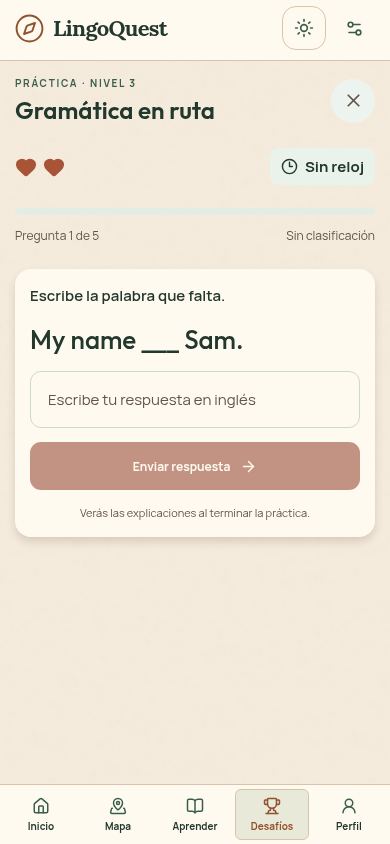 LingoQuest
PRÁCTICA · NIVEL 3
Gramática en ruta
Sin reloj
Pregunta 1 de 5
Sin clasificación
Escribe la palabra que falta.
My name ___ Sam.
Escribe tu respuesta en inglés
Enviar respuesta
Verás las explicaciones al terminar la práctica.
Inicio
Mapa
Aprender
Desafíos
Perfil